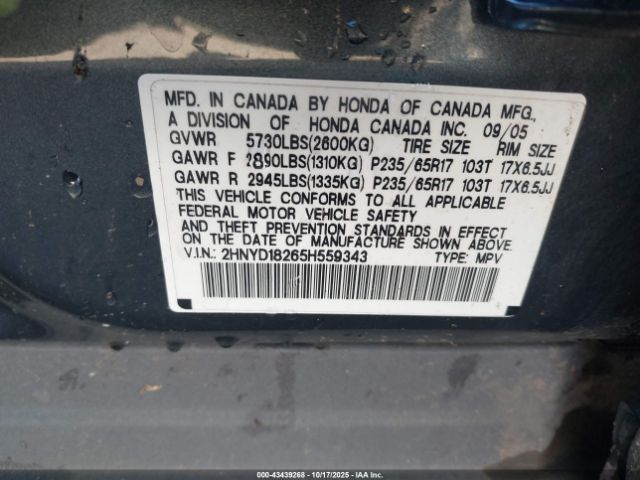 MFD. IN CANADA BY HONDA OF CANADA MFG.,
A DIVISION OF HONDA CANADA INC. 09/05
GVWR 5730LBS(2600KG) TIRE SIZE RIM SIZE
GAWR F 2890LBS(1310KG) P235/65R17 103T 17X6.5JJ
GAWR R 2945LBS(1335KG) P235/65R17 103T 17X6.5JJ
THIS VEHICLE CONFORMS TO ALL APPLICABLE
FEDERAL MOTOR VEHICLE SAFETY
AND THEFT PREVENTION STANDARDS IN EFFECT
ON THE DATE OF MANUFACTURE SHOWN ABOVE.
V.I.N.: 2HNYD18265H559343 TYPE: MPV
000-43439268 - 10/17/2025 - IAAI.COM